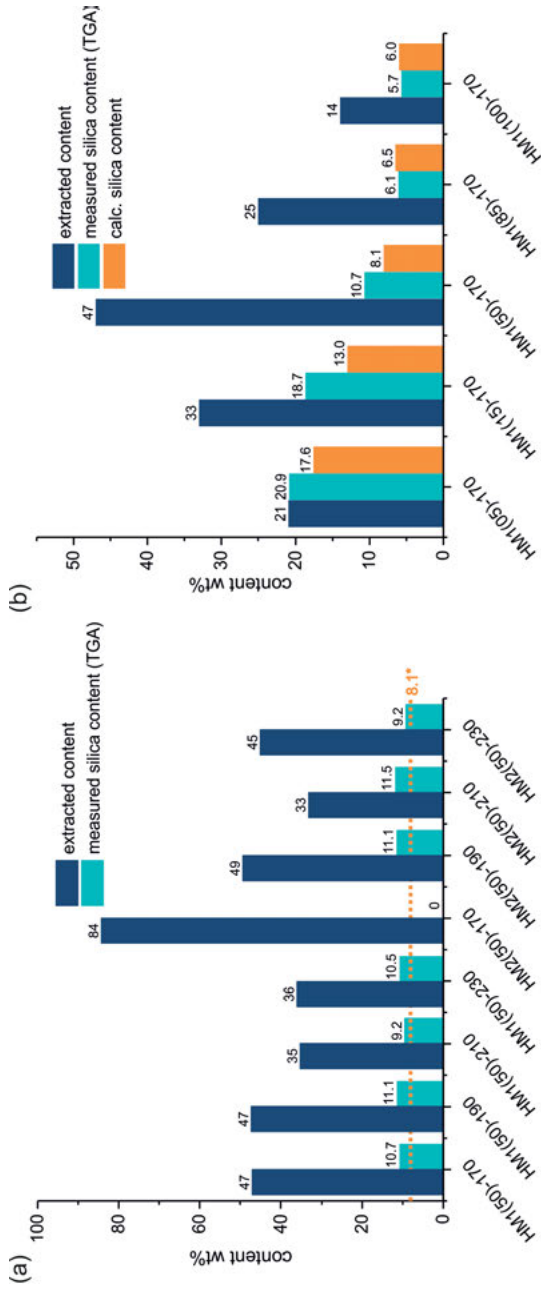 (a)
extracted content
measured silica content (TGA)
content wt%
100
80
60
40
20
0
47
10.7
47
11.1
35
9.2
36
10.5
84
0
49
11.1
33
11.5
45
9.2
8.1*
HM1(50)-170
HM1(50)-190
HM1(50)-210
HM1(50)-230
HM2(50)-170
HM2(50)-190
HM2(50)-210
HM2(50)-230
(b)
extracted content
measured silica content (TGA)
calc. silica content
content wt%
50
40
30
20
10
0
21
20.9
17.6
33
18.7
13.0
47
10.7
8.1
25
6.1
6.5
14
5.7
6.0
HM1(05)-170
HM1(15)-170
HM1(50)-170
HM1(85)-170
HM1(100)-170